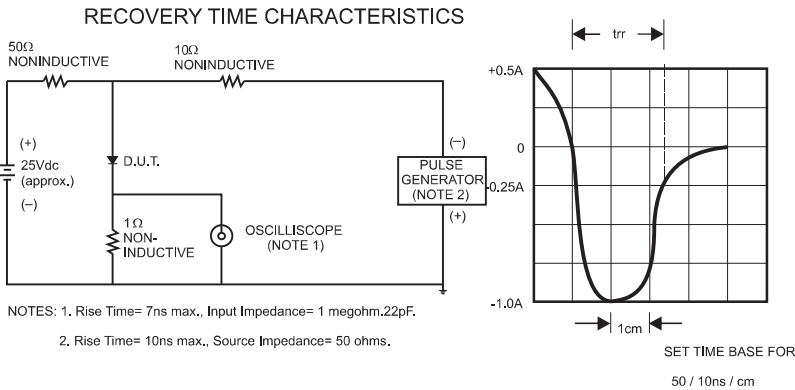 RECOVERY TIME CHARACTERISTICS
50Ω
NONINDUCTIVE
10Ω
NONINDUCTIVE
(+)
25Vdc
(approx.)
(–)
D.U.T.
1Ω
NON-
INDUCTIVE
OSCILLISCOPE
(NOTE 1)
(–)
PULSE
GENERATOR
(NOTE 2)
(+)
trr
+0.5A
0
-0.25A
-1.0A
1cm
NOTES: 1. Rise Time= 7ns max., Input Impedance= 1 megohm.22pF.
2. Rise Time= 10ns max., Source Impedance= 50 ohms.
SET TIME BASE FOR
50 / 10ns / cm